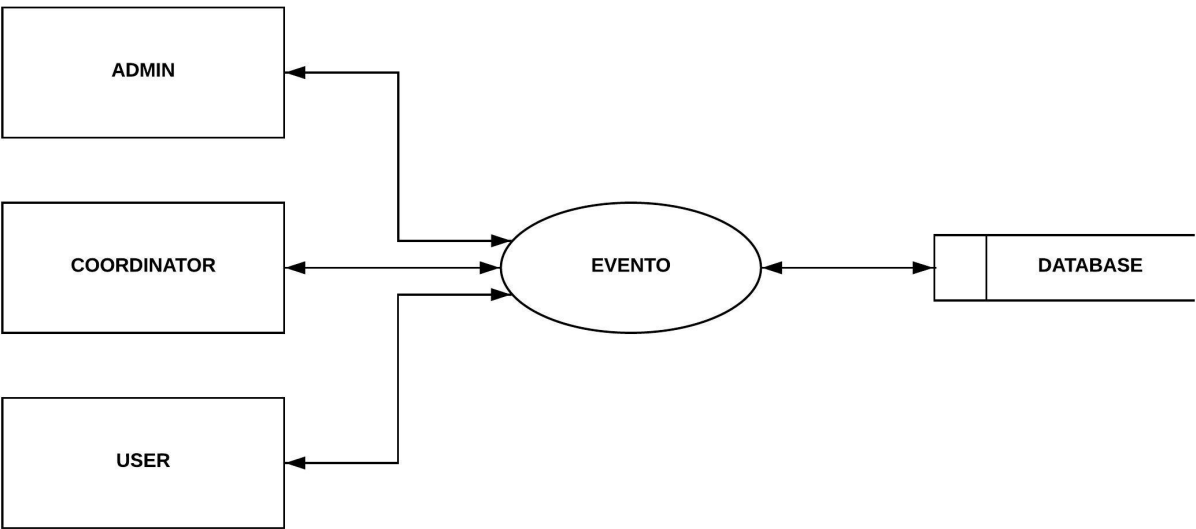 ADMIN
COORDINATOR
EVENTO
DATABASE
USER